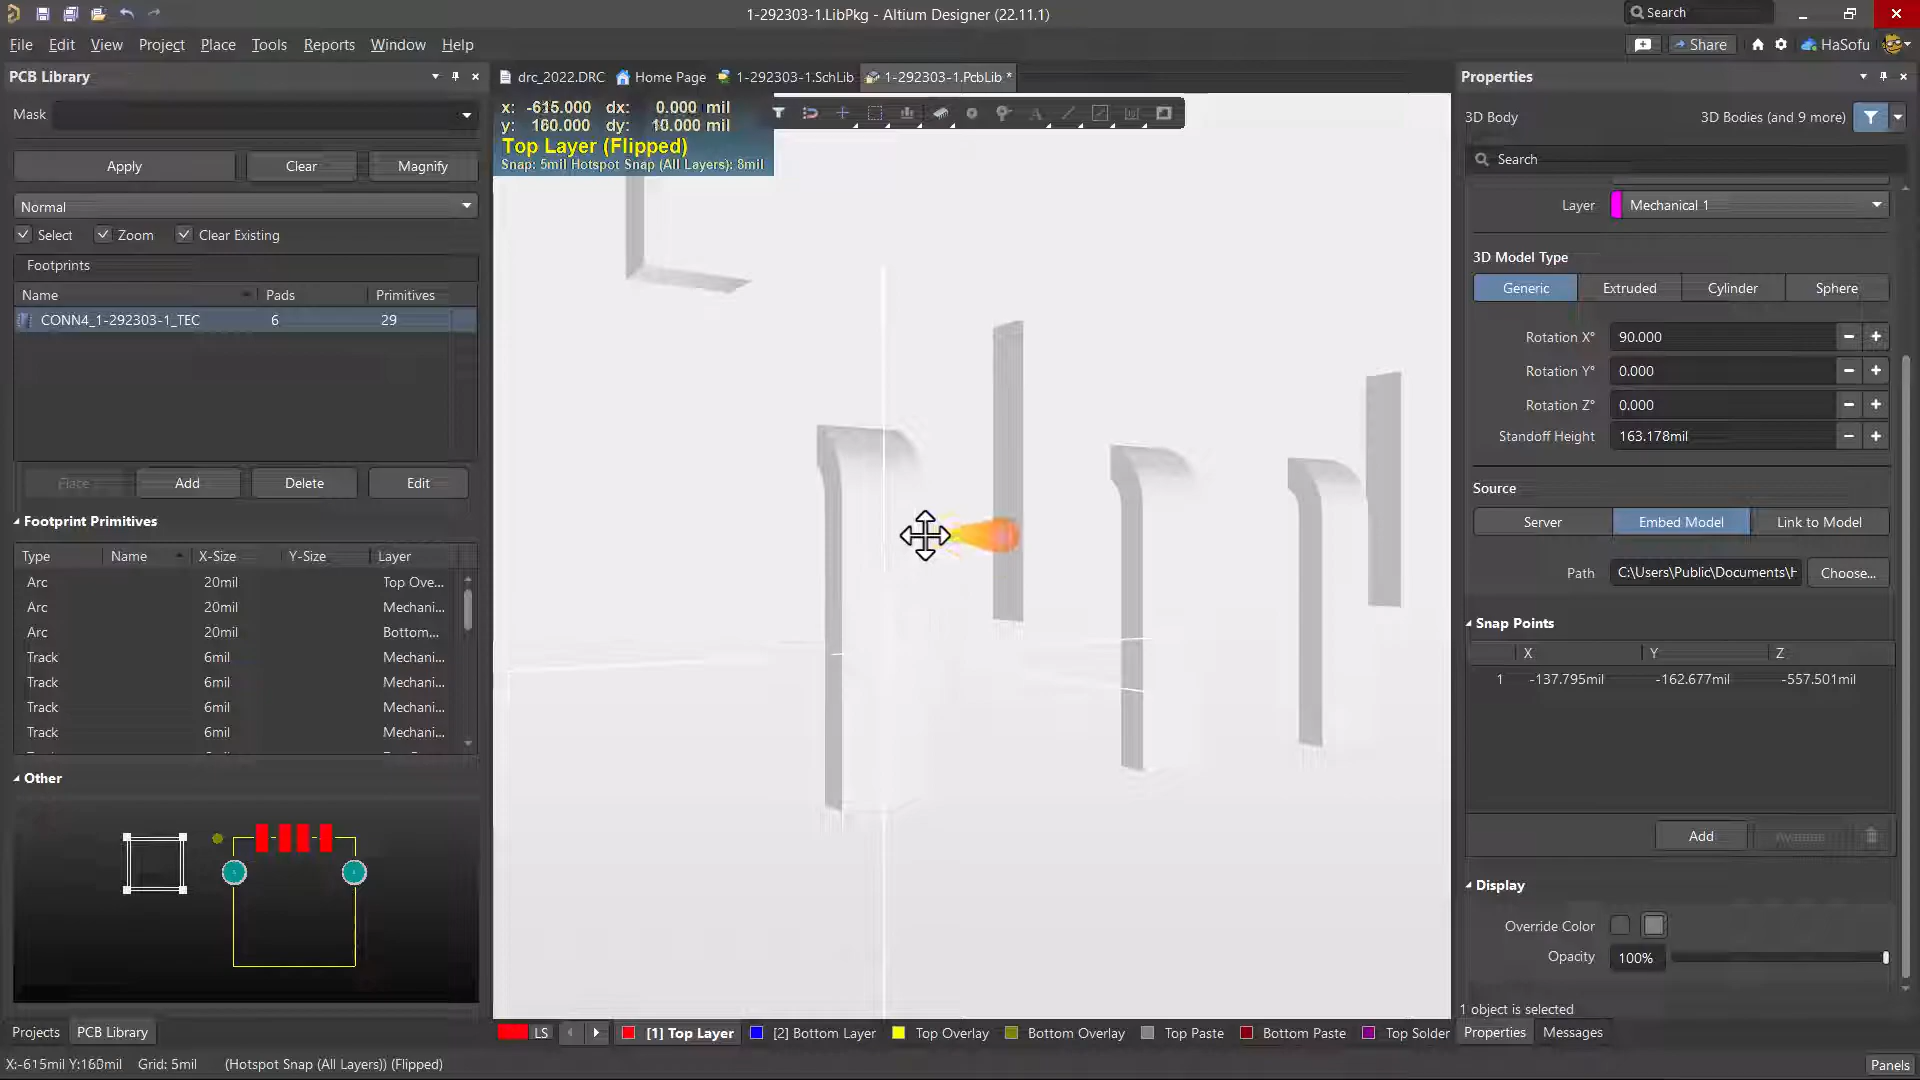 1-292303-1.LibPkg - Altium Designer (22.11.1)
Search
File Edit View Project Place Tools Reports Window Help
Share
HaSofu
PCB Library
drc_2022.DRC Home Page 1-292303-1.SchLib 1-292303-1.PcbLib *
Properties
Mask
x: -615.000 dx: 0.000 mil
y: 160.000 dy: 10.000 mil
Top Layer (Flipped)
Snap: 5mil Hotspot Snap (All Layers): 8mil
3D Body
3D Bodies (and 9 more)
Apply Clear Magnify
Search
Normal
Layer Mechanical 1
Select Zoom Clear Existing
Footprints
3D Model Type
Name Pads Primitives
Generic Extruded Cylinder Sphere
CONN4_1-292303-1_TEC 6 29
Rotation X° 90.000
Rotation Y° 0.000
Rotation Z° 0.000
Standoff Height 163.178mil
Place Add Delete Edit
Source
Footprint Primitives
Server Embed Model Link to Model
Type Name X-Size Y-Size Layer
Path C:\Users\Public\Documents\H Choose...
Arc 20mil Top Ove...
Arc 20mil Mechani...
Arc 20mil Bottom...
Track 6mil Mechani...
Track 6mil Mechani...
Track 6mil Mechani...
Track 6mil Mechani...
Snap Points
X Y Z
1 -137.795mil -162.677mil -557.501mil
Other
Add
Display
Override Color
Opacity 100%
1 object is selected
Projects PCB Library
LS [1] Top Layer [2] Bottom Layer Top Overlay Bottom Overlay Top Paste Bottom Paste Top Solder
Properties Messages
X:-615mil Y:160mil Grid: 5mil (Hotspot Snap (All Layers)) (Flipped)
Panels